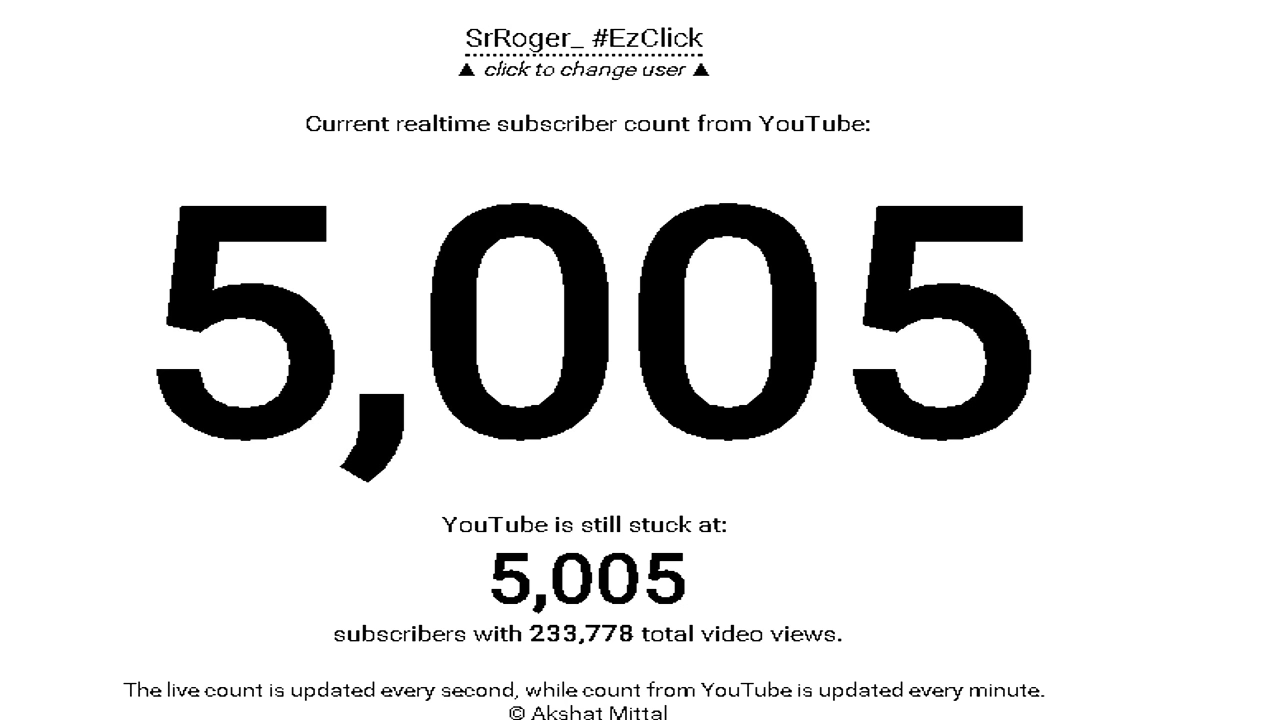 SrRoger_ #EzClick
▲ click to change user ▲
Current realtime subscriber count from YouTube:
5,005
YouTube is still stuck at:
5,005
subscribers with 233,778 total video views.
The live count is updated every second, while count from YouTube is updated every minute.
© Akshat Mittal